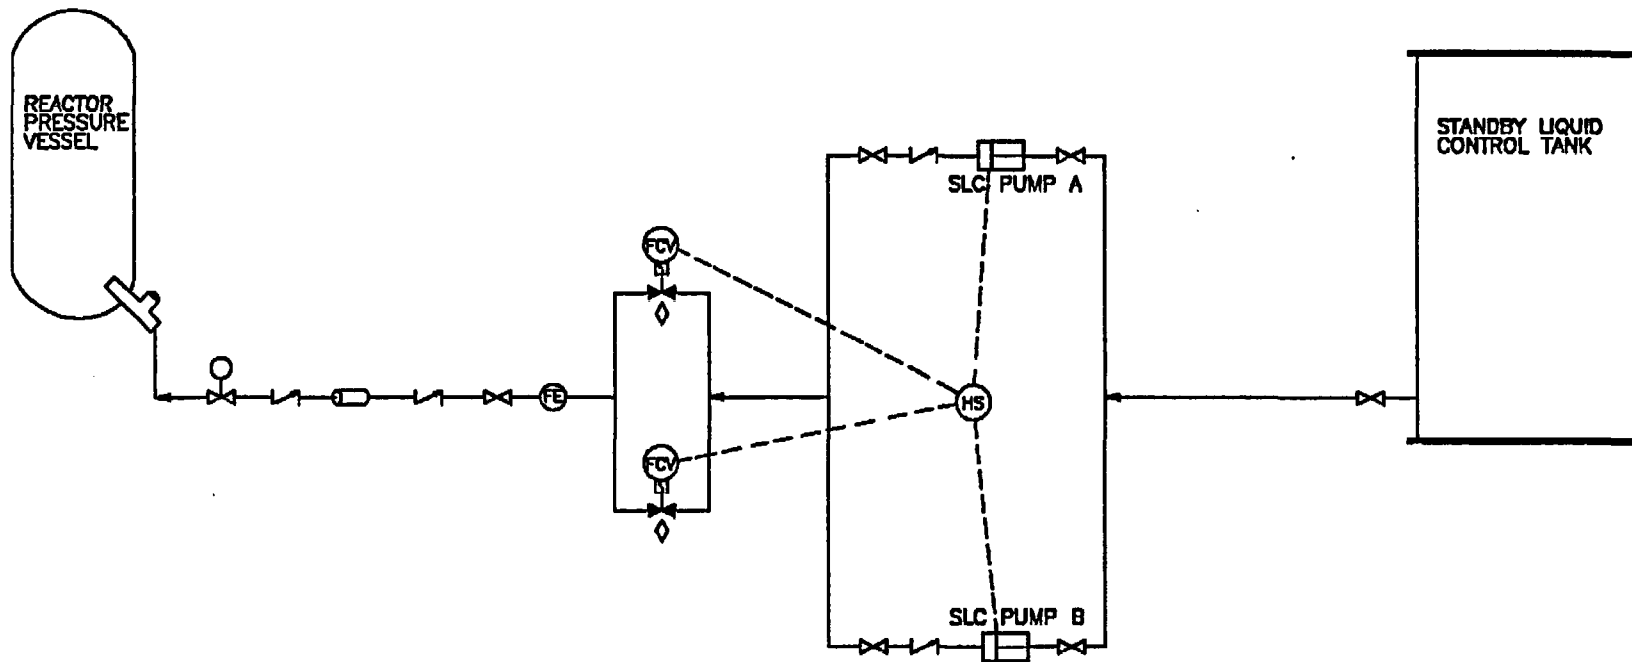 REACTOR
PRESSURE
VESSEL
STANDBY LIQUID
CONTROL TANK
SLC PUMP A
FCV
FE
HS
FCV
SLC PUMP B